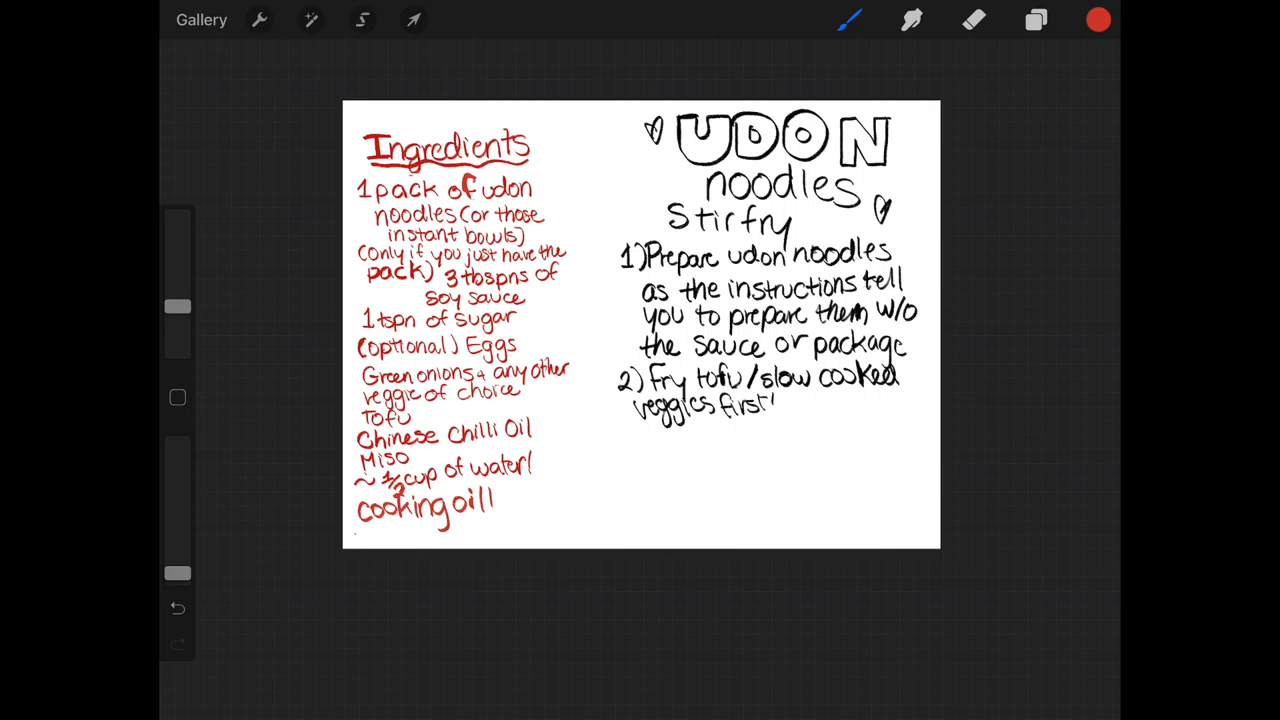 Gallery
Ingredients
1 pack of udon
noodles (or those
instant bowls)
(only if you just have the
pack) 3 tbspns of
soy sauce
1 tspn of sugar
(optional) Eggs
Green onions + any other
veggie of choice
Tofu
Chinese Chilli Oil
Miso
~ 1/2 cup of water!
cooking oil!
UDON
noodles
Stirfry
1) Prepare udon noodles
as the instructions tell
you to prepare them w/o
the sauce or package
2) Fry tofu/slow cooked
veggies first!